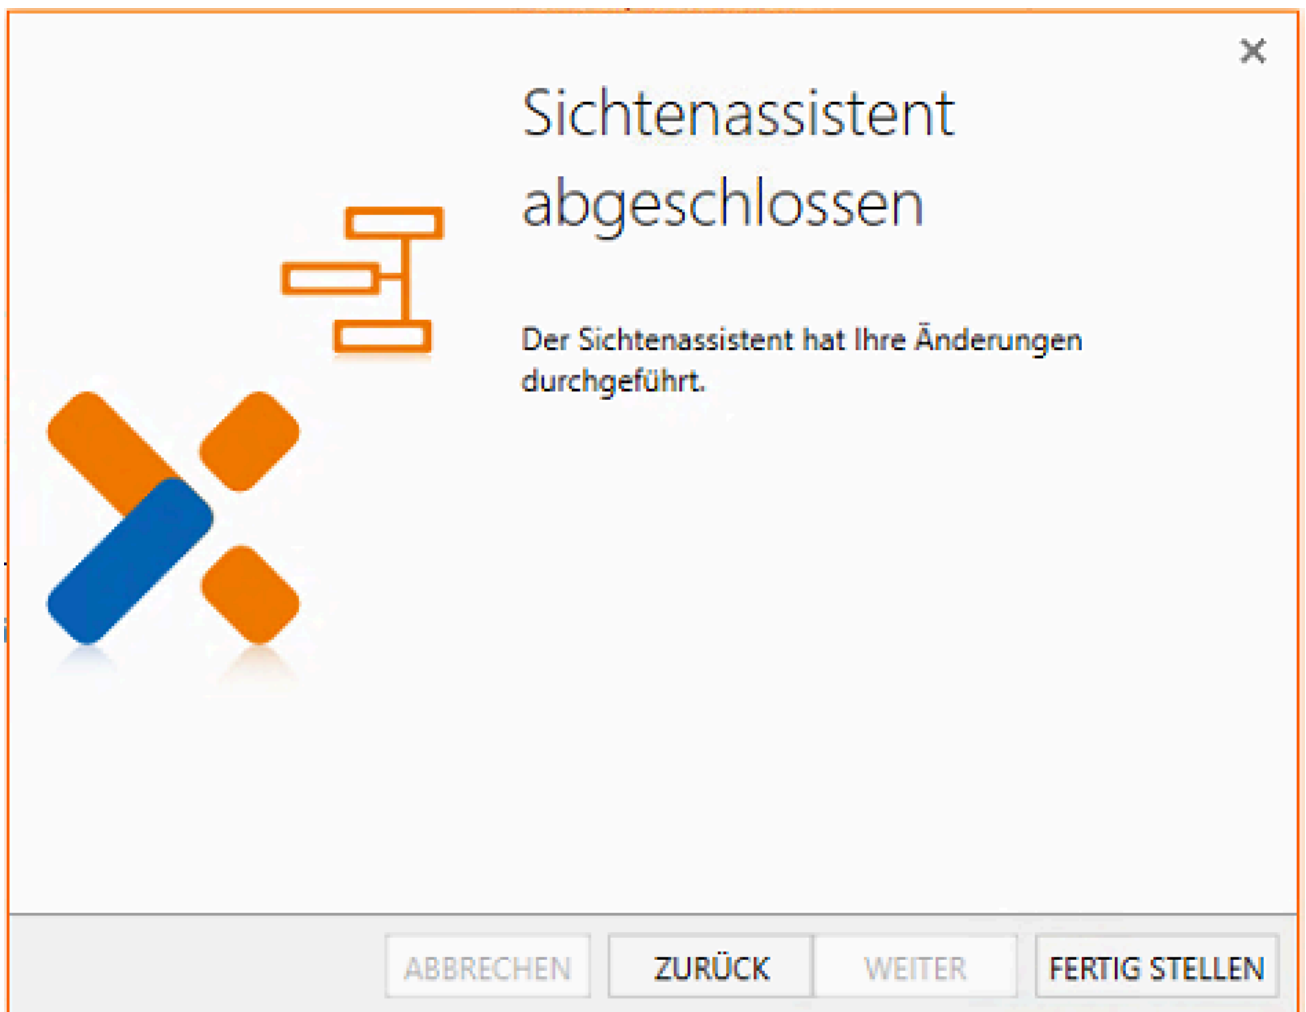 Sichtenassistent
abgeschlossen
Der Sichtenassistent hat Ihre Änderungen
durchgeführt.
ABBRECHEN ZURÜCK WEITER FERTIG STELLEN